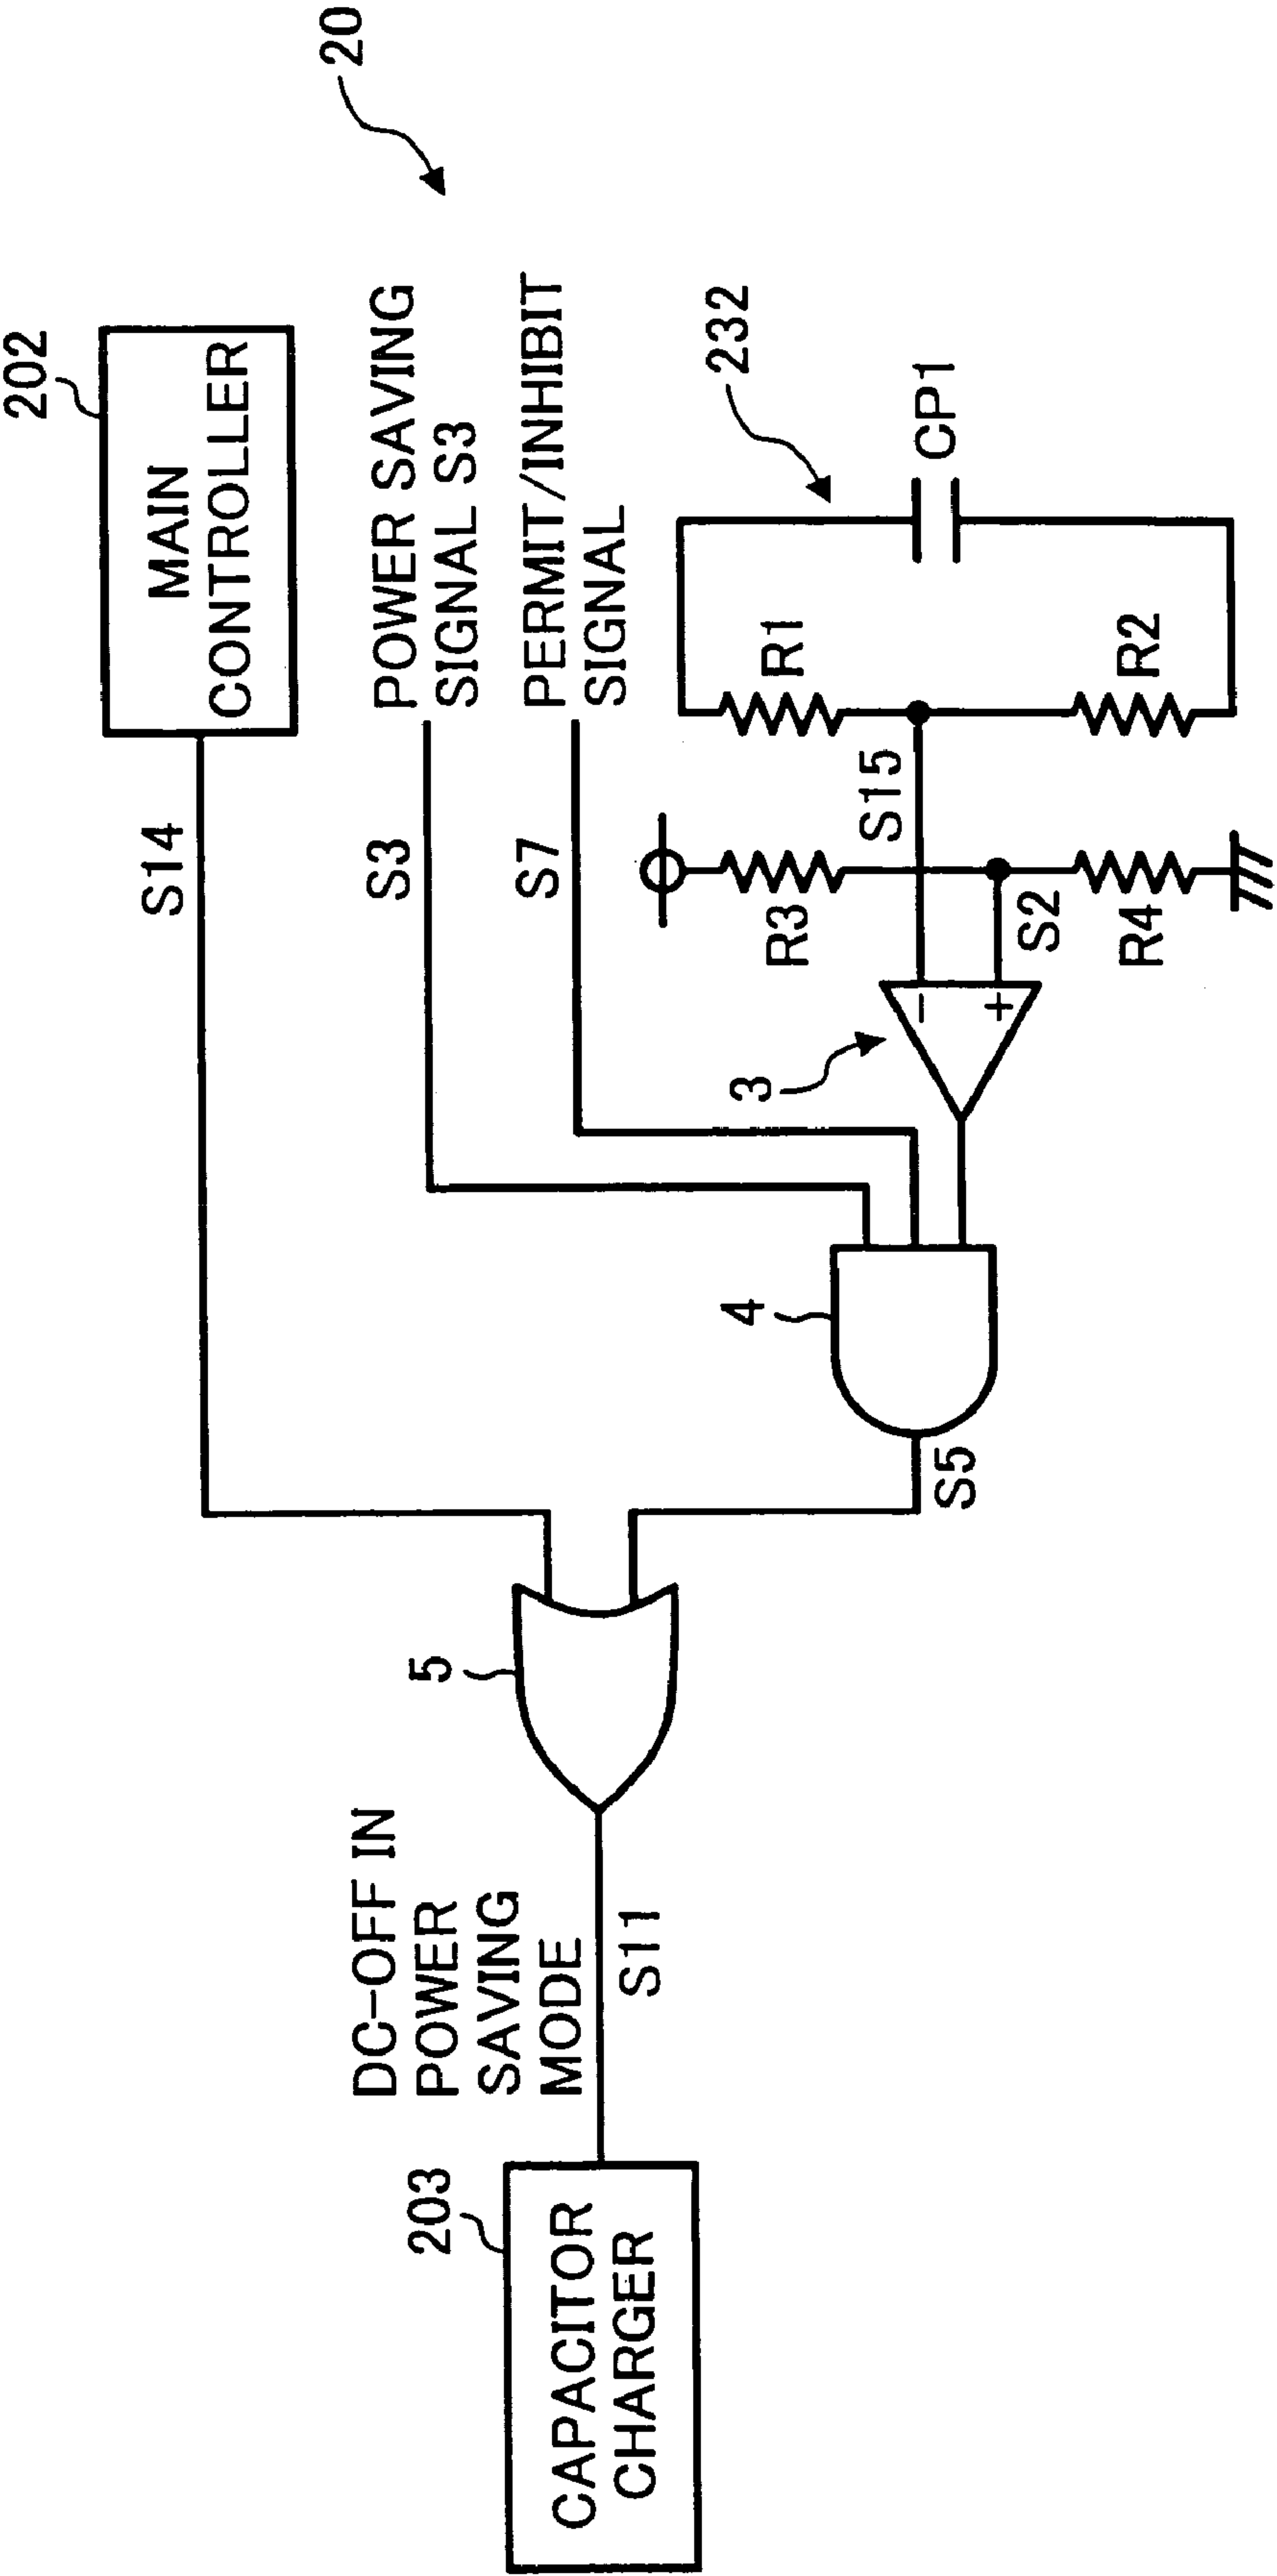 20
202
MAIN
CONTROLLER
S14
POWER SAVING
SIGNAL S3
S3
PERMIT/INHIBIT
SIGNAL
S7
232
CP1
R1
R2
S15
R3
S2
R4
-
+
3
4
S5
5
DC-OFF IN
POWER
SAVING
MODE
S11
203
CAPACITOR
CHARGER